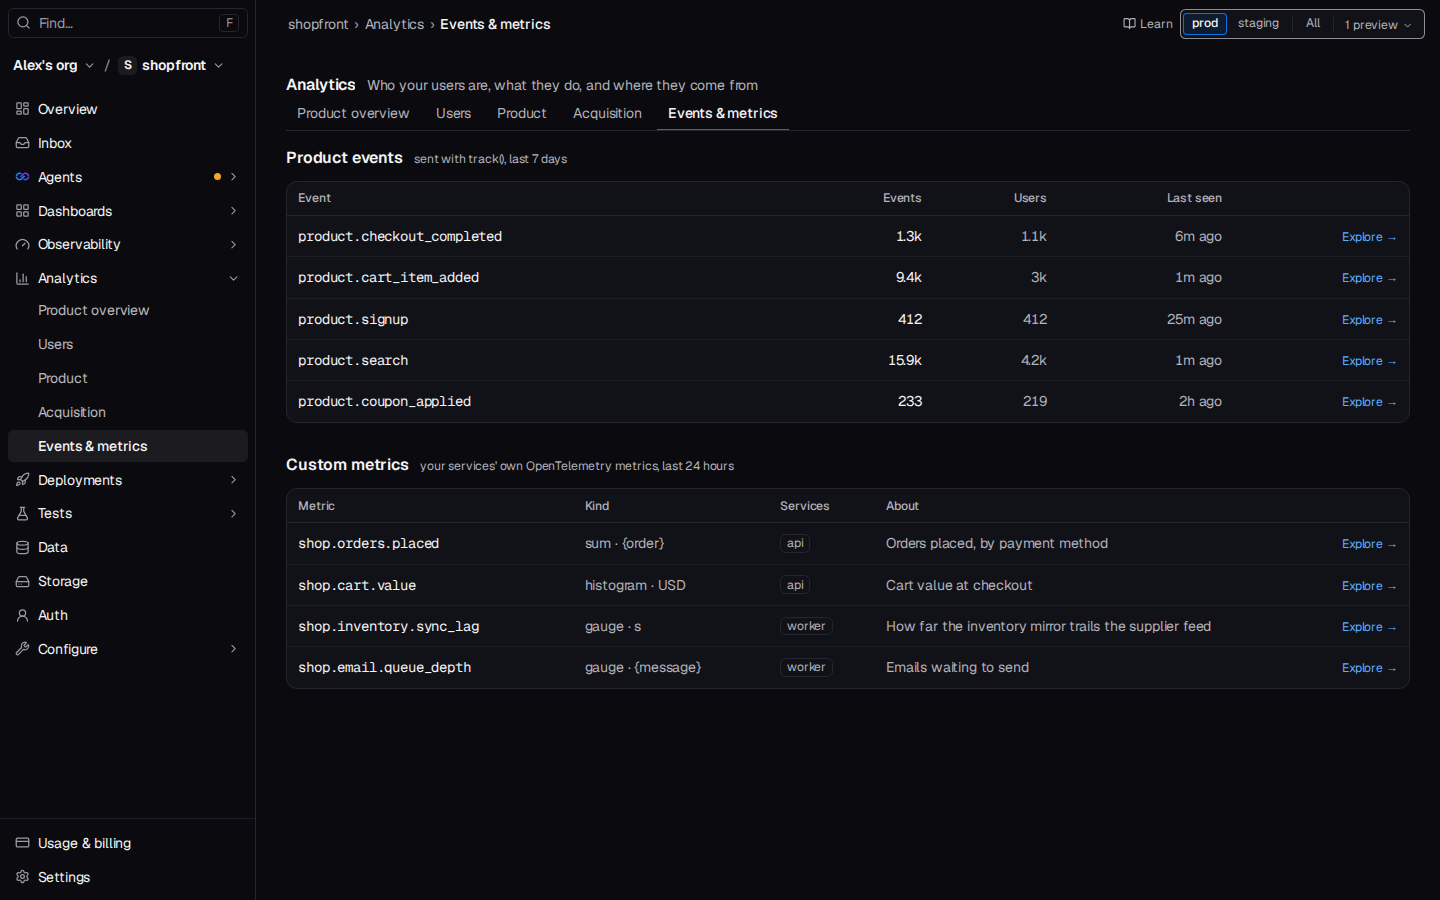 Find...
F
Alex's org / S shopfront
Overview
Inbox
Agents
Dashboards
Observability
Analytics
Product overview
Users
Product
Acquisition
Events & metrics
Deployments
Tests
Data
Storage
Auth
Configure
Usage & billing
Settings
shopfront › Analytics › Events & metrics
Learn
prod staging All 1 preview
Analytics Who your users are, what they do, and where they come from
Product overview Users Product Acquisition Events & metrics
Product events sent with track(), last 7 days
Event Events Users Last seen
product.checkout_completed 1.3k 1.1k 6m ago Explore →
product.cart_item_added 9.4k 3k 1m ago Explore →
product.signup 412 412 25m ago Explore →
product.search 15.9k 4.2k 1m ago Explore →
product.coupon_applied 233 219 2h ago Explore →
Custom metrics your services' own OpenTelemetry metrics, last 24 hours
Metric Kind Services About
shop.orders.placed sum · {order} api Orders placed, by payment method Explore →
shop.cart.value histogram · USD api Cart value at checkout Explore →
shop.inventory.sync_lag gauge · s worker How far the inventory mirror trails the supplier feed Explore →
shop.email.queue_depth gauge · {message} worker Emails waiting to send Explore →